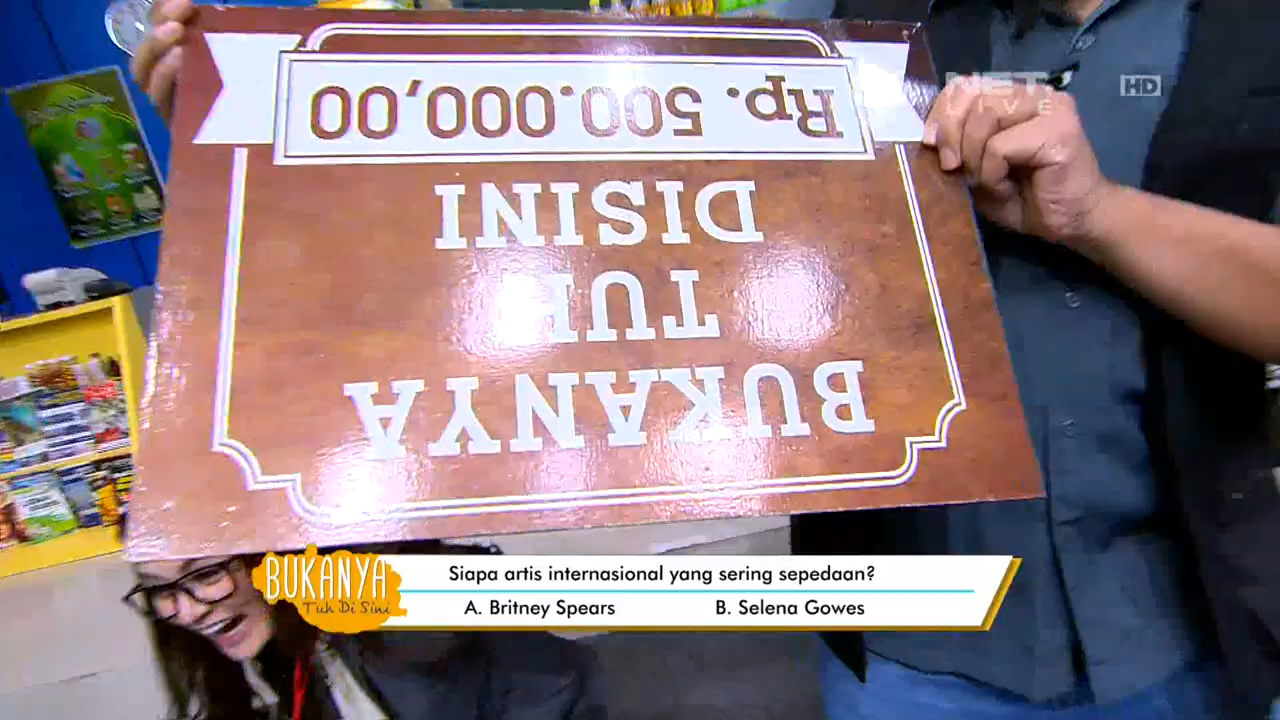 BUKANYA
TUH
DISINI
Rp. 500.000,00
NET.
LIVE
HD
BUKANYA
Tuh Di Sini
Siapa artis internasional yang sering sepedaan?
A. Britney Spears
B. Selena Gowes